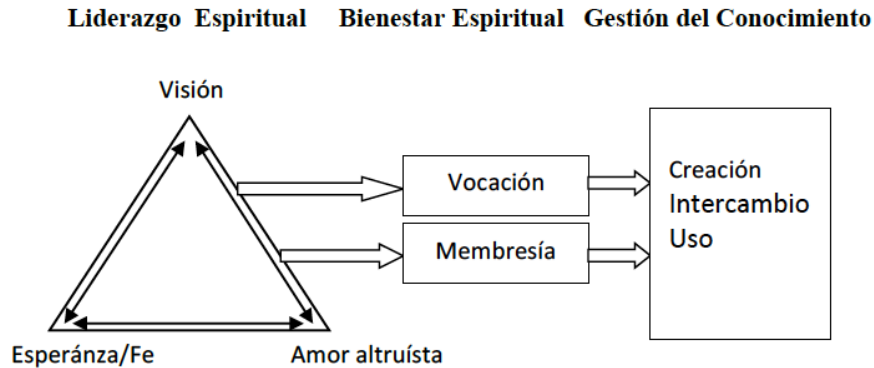 Liderazgo Espiritual Bienestar Espiritual Gestión del Conocimiento
Visión
Vocación
Membresía
Creación
Intercambio
Uso
Esperánza/Fe
Amor altruísta